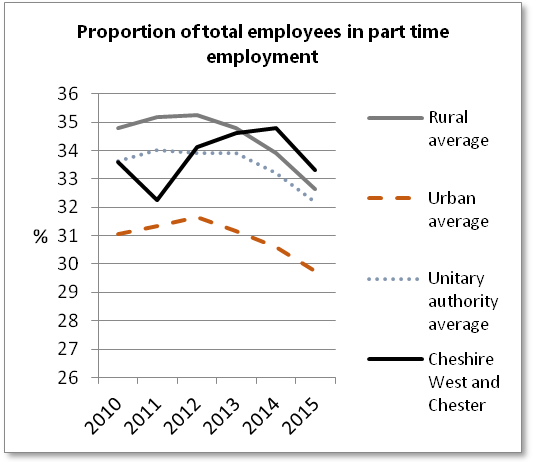 Proportion of total employees in part time
employment
36
35
34
33
32
31
30
29
28
27
26
%
2010
2011
2012
2013
2014
2015
Rural
average
Urban
average
Unitary
authority
average
Cheshire
West and
Chester